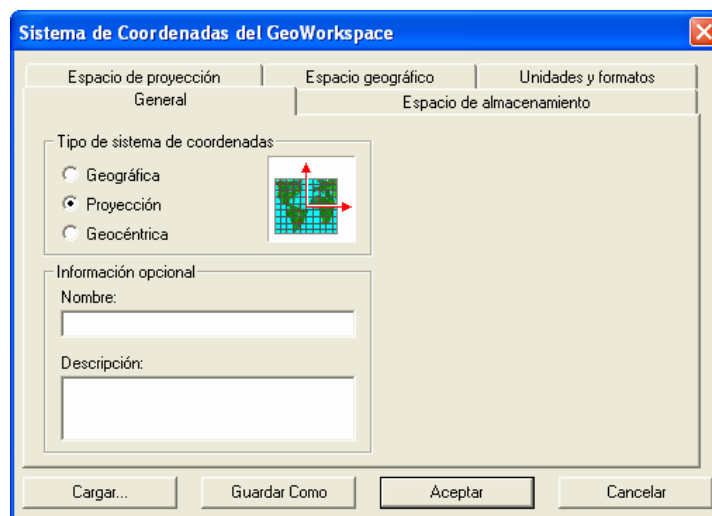 Sistema de Coordenadas del GeoWorkspace
Espacio de proyección
Espacio geográfico
Unidades y formatos
General
Espacio de almacenamiento
Tipo de sistema de coordenadas
Geográfica
Proyección
Geocéntrica
Información opcional
Nombre:
Descripción:
Cargar...
Guardar Como
Aceptar
Cancelar